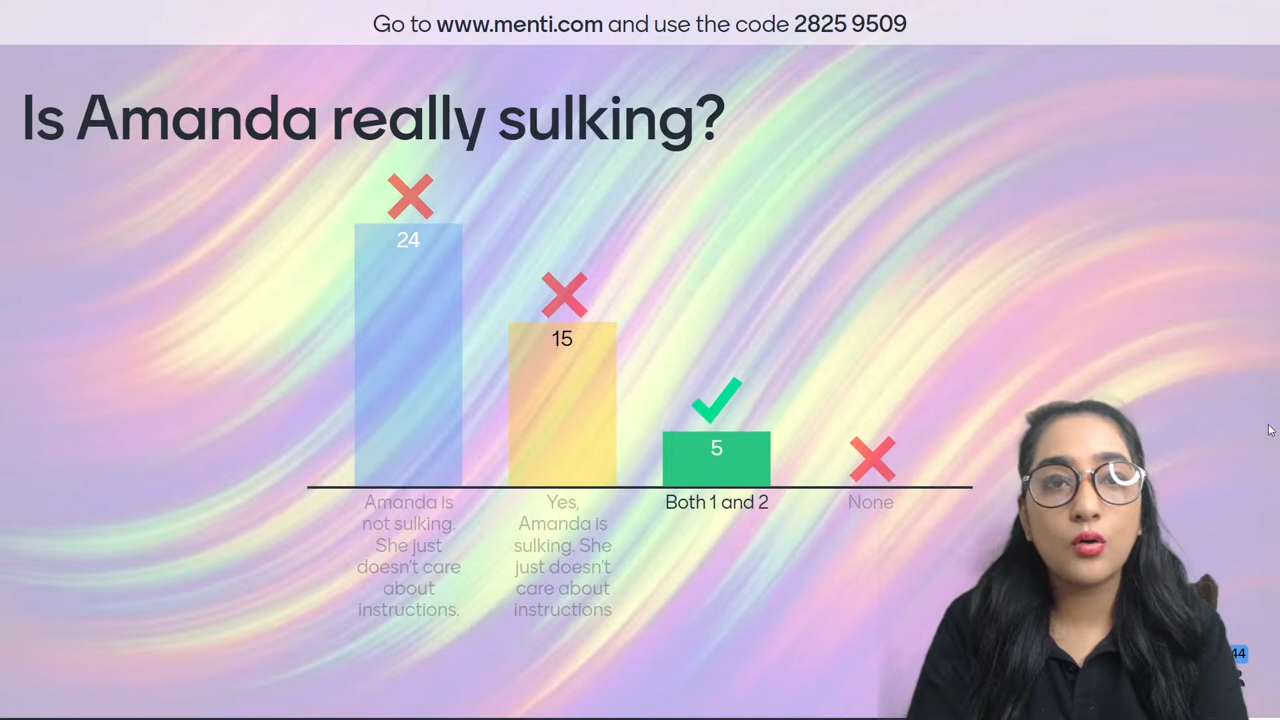 Go to www.menti.com and use the code 2825 9509
Is Amanda really sulking?
24
15
5
Amanda is
not sulking.
She just
doesn't care
about
instructions.
Yes,
Amanda is
sulking. She
just doesn't
care about
instructions
Both 1 and 2
None
44